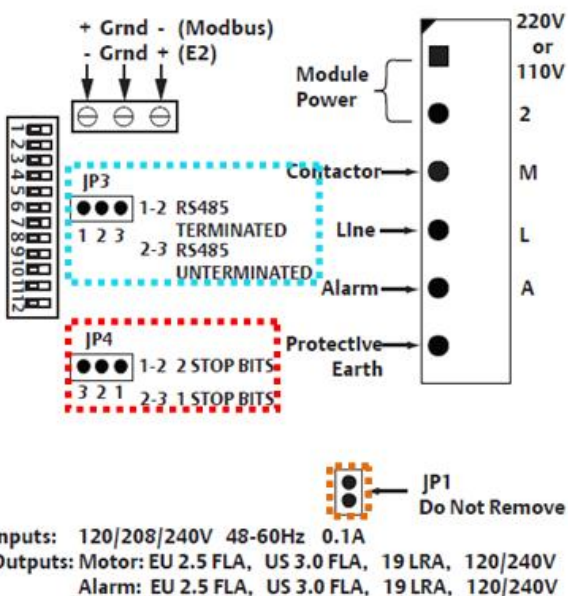 + Grnd - (Modbus)
- Grnd + (E2)
220V
or
110V
Module
Power
2
Contactor
M
Line
L
Alarm
A
Protective
Earth
1 2 3 4 5 6 7 8 9 10 11 12
JP3
1-2 RS485
TERMINATED
1 2 3
2-3 RS485
UNTERMINATED
JP4
1-2 2 STOP BITS
3 2 1
2-3 1 STOP BITS
JP1
Do Not Remove
nputs: 120/208/240V 48-60Hz 0.1A
Outputs: Motor: EU 2.5 FLA, US 3.0 FLA, 19 LRA, 120/240V
Alarm: EU 2.5 FLA, US 3.0 FLA, 19 LRA, 120/240V